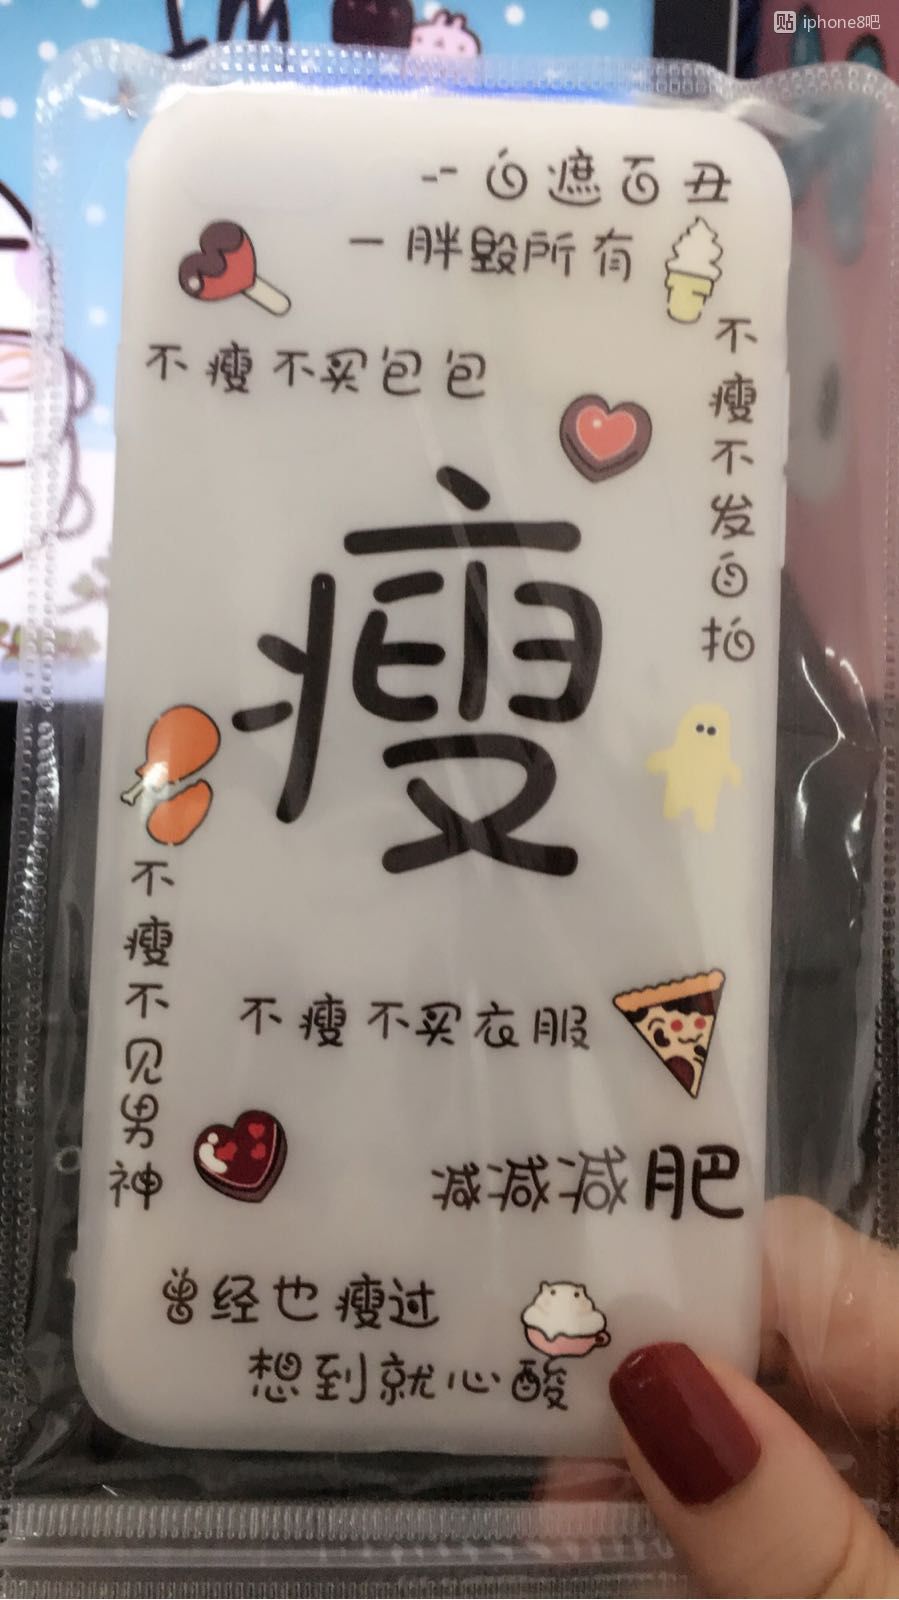 iphone8吧
I'M
一白遮百丑
一胖毁所有
不瘦不买包包
不瘦不发自拍
瘦
不瘦不见男神
不瘦不买衣服
减减减肥
曾经也瘦过
想到就心酸